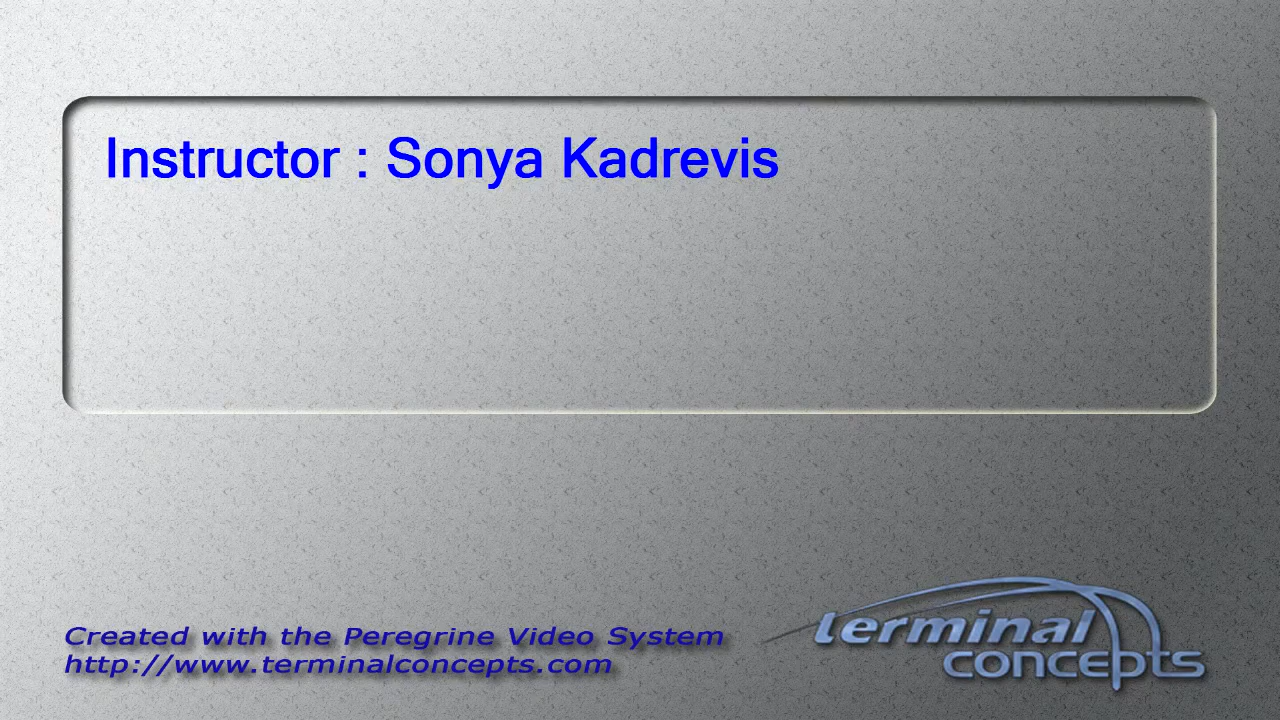 Instructor : Sonya Kadrevis
Created with the Peregrine Video System
http://www.terminalconcepts.com
terminal
concepts